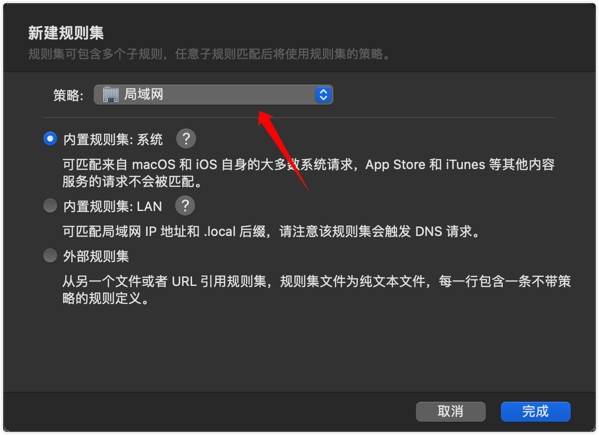 新建规则集
规则集可包含多个子规则，任意子规则匹配后将使用规则集的策略。
策略: 局域网
内置规则集: 系统 ?
可匹配来自 macOS 和 iOS 自身的大多数系统请求，App Store 和 iTunes 等其他内容
服务的请求不会被匹配。
内置规则集: LAN ?
可匹配局域网 IP 地址和 .local 后缀，请注意该规则集会触发 DNS 请求。
外部规则集
从另一个文件或者 URL 引用规则集，规则集文件为纯文本文件，每一行包含一条不带策
略的规则定义。
取消 完成